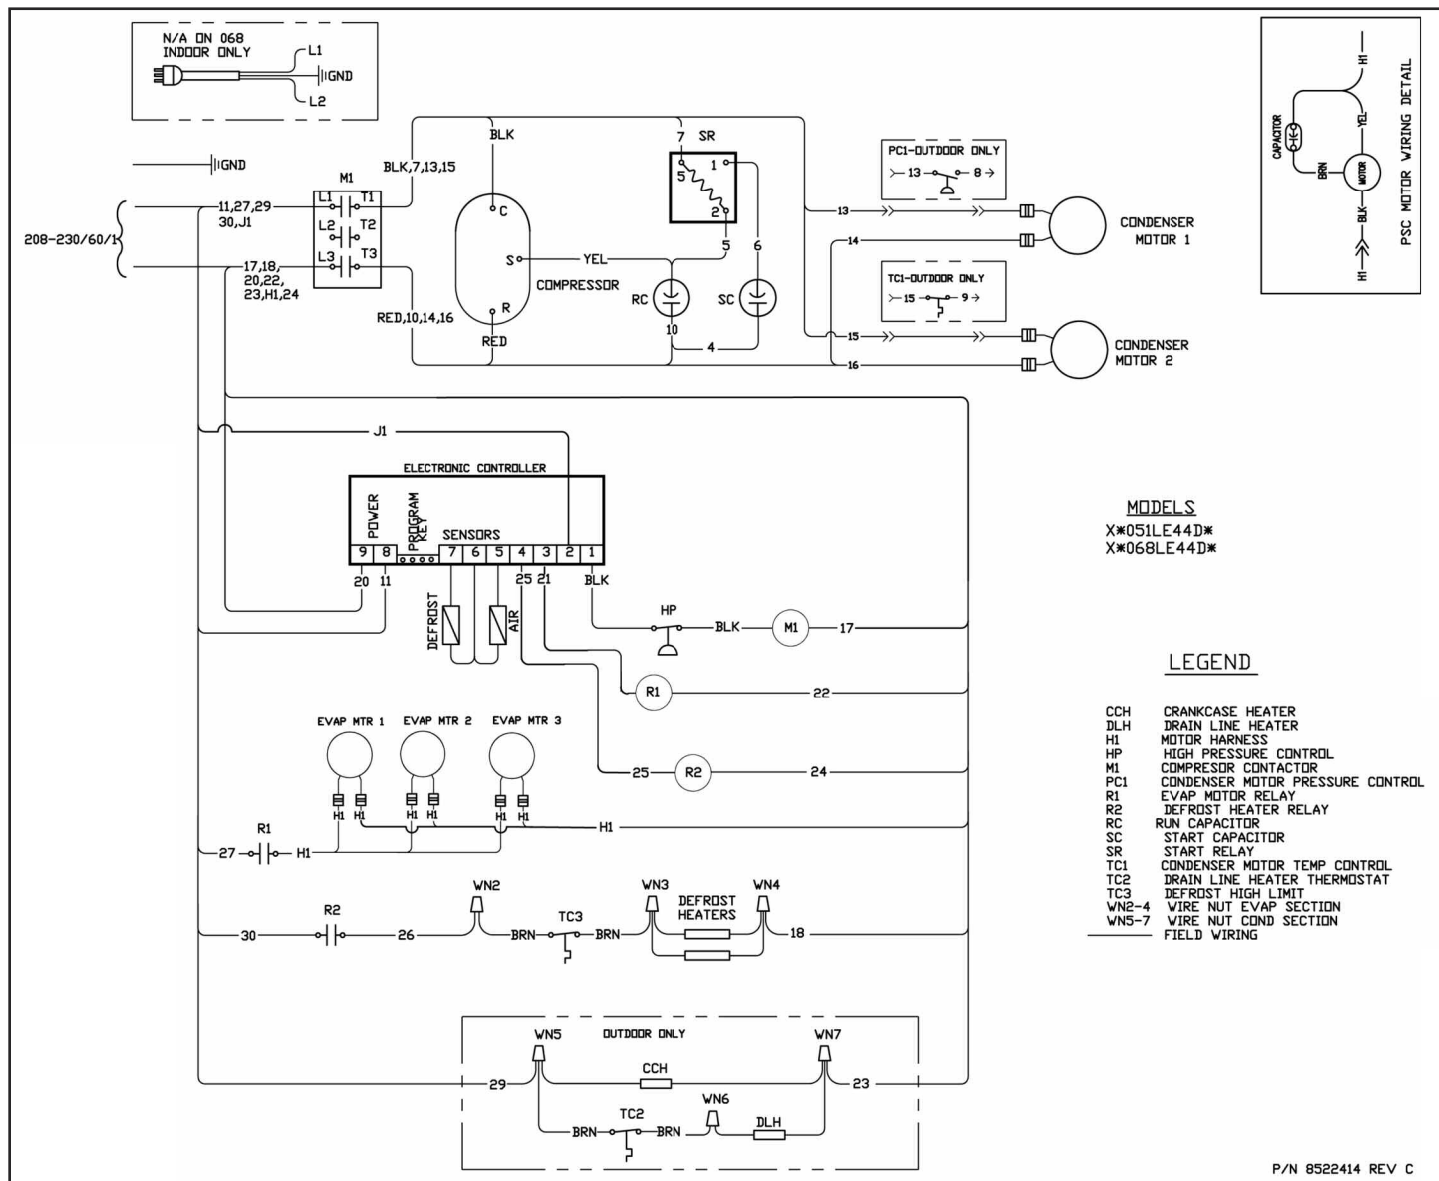 N/A ON 068
INDOOR ONLY
L1
GND
L2
GND
208-230/60/1
11,27,29
30,J1
17,18,
20,22,
23,H1,24
M1
L1 T1
L2 T2
L3 T3
BLK,7,13,15
RED,10,14,16
BLK
C
S
R
COMPRESSOR
RED
YEL
7 SR
5 1
2
5 6
RC SC
10
4
PC1-OUTDOOR ONLY
13 8
13
14
CONDENSER
MOTOR 1
TC1-OUTDOOR ONLY
15 9
15
16
CONDENSER
MOTOR 2
H1
CAPACITOR
YEL
BRN
MOTOR
BLK
H1
PSC MOTOR WIRING DETAIL
J1
ELECTRONIC CONTROLLER
POWER
PROGRAM
KEY
SENSORS
9 8 7 6 5 4 3 2 1
20 11 25 21 BLK
DEFROST
AIR
HP
BLK M1 17
R1 22
25 R2 24
EVAP MTR 1 EVAP MTR 2 EVAP MTR 3
H1 H1 H1 H1 H1 H1
H1
R1
27 H1
R2
30 26
WN2
BRN TC3 BRN
WN3
DEFROST
HEATERS
WN4
18
OUTDOOR ONLY
WN5 WN7
CCH
29 23
TC2 WN6
BRN BRN DLH
MODELS
X*051LE44D*
X*068LE44D*
LEGEND
CCH CRANKCASE HEATER
DLH DRAIN LINE HEATER
H1 MOTOR HARNESS
HP HIGH PRESSURE CONTROL
M1 COMPRESOR CONTACTOR
PC1 CONDENSER MOTOR PRESSURE CONTROL
R1 EVAP MOTOR RELAY
R2 DEFROST HEATER RELAY
RC RUN CAPACITOR
SC START CAPACITOR
SR START RELAY
TC1 CONDENSER MOTOR TEMP CONTROL
TC2 DRAIN LINE HEATER THERMOSTAT
TC3 DEFROST HIGH LIMIT
WN2-4 WIRE NUT EVAP SECTION
WN5-7 WIRE NUT COND SECTION
FIELD WIRING
P/N 8522414 REV C